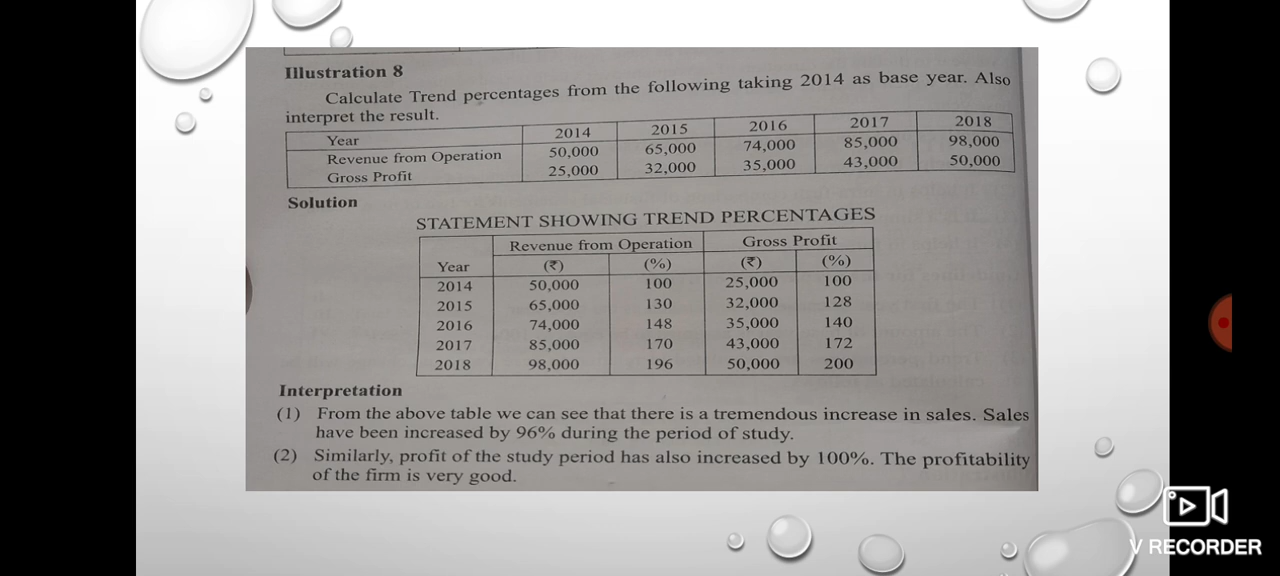 Illustration 8
Calculate Trend percentages from the following taking 2014 as base year. Also
interpret the result.
Year 2014 2015 2016 2017 2018
Revenue from Operation 50,000 65,000 74,000 85,000 98,000
Gross Profit 25,000 32,000 35,000 43,000 50,000
Solution
STATEMENT SHOWING TREND PERCENTAGES
Revenue from Operation Gross Profit
Year (₹) (%) (₹) (%)
2014 50,000 100 25,000 100
2015 65,000 130 32,000 128
2016 74,000 148 35,000 140
2017 85,000 170 43,000 172
2018 98,000 196 50,000 200
Interpretation
(1) From the above table we can see that there is a tremendous increase in sales. Sales
have been increased by 96% during the period of study.
(2) Similarly, profit of the study period has also increased by 100%. The profitability
of the firm is very good.
V RECORDER